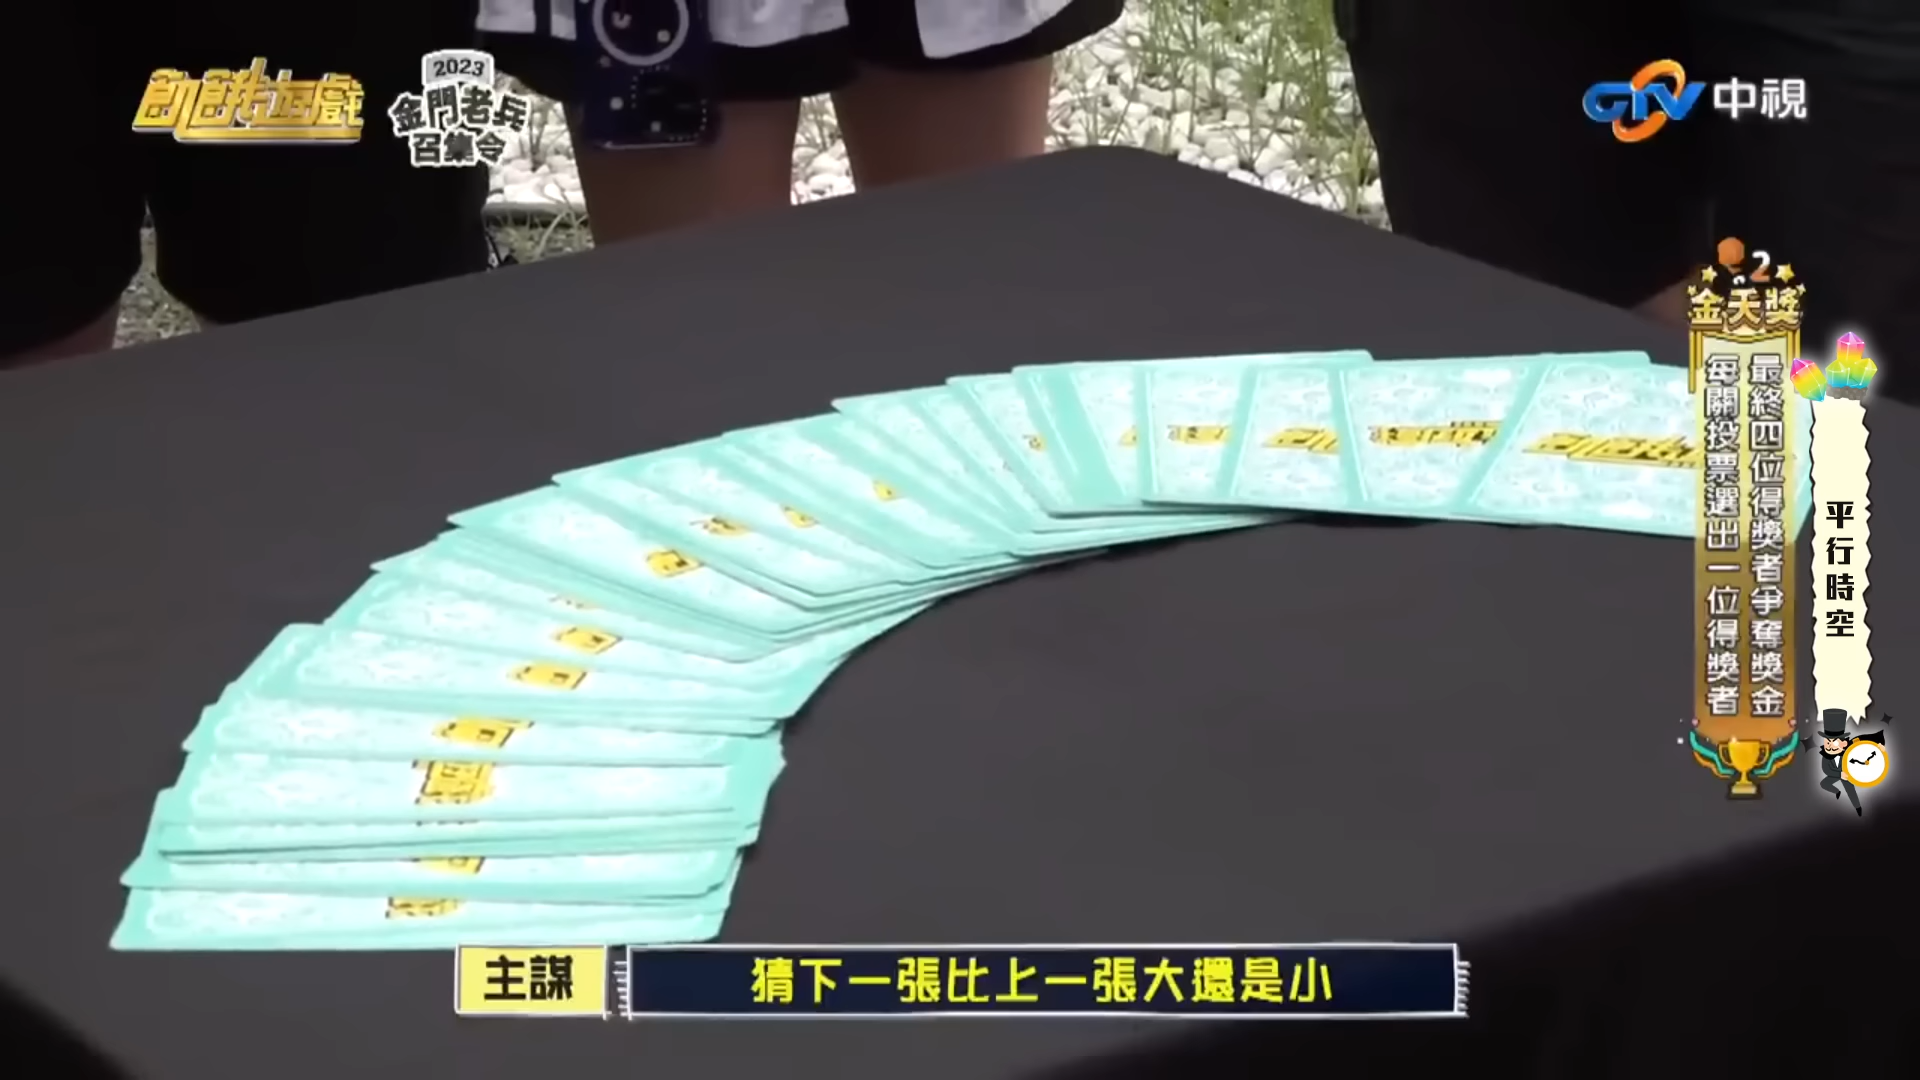 飢餓遊戲
2023
金門老兵
召集令
CTV 中視
2
金天獎
最終四位得獎者爭奪獎金
每關投票選出一位得獎者
平行時空
主謀
猜下一張比上一張大還是小